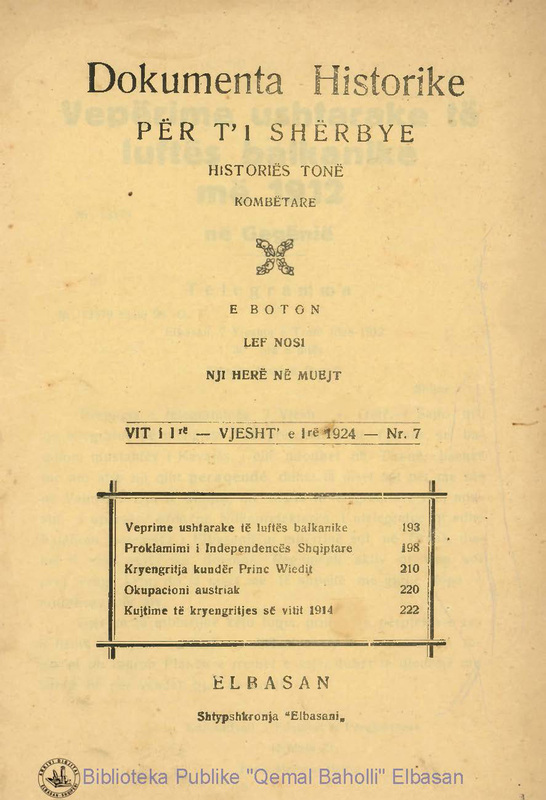 Dokumenta Historike
PËR T'I SHËRBYE
HISTORIËS TONË
KOMBËTARE
E BOTON
LEF NOSI
NJI HERË NË MUEJT
VIT i Irë — VJESHT' e Irë 1924 — Nr. 7
Veprime ushtarake të luftës balkanike 193
Proklamimi i Independencës Shqiptare 198
Kryengritja kundër Princ Wiedit 210
Okupacioni austriak 220
Kujtime të kryengritjes së vitit 1914 222
ELBASAN
Shtypshkronja "Elbasani„
Biblioteka Publike "Qemal Baholli" Elbasan